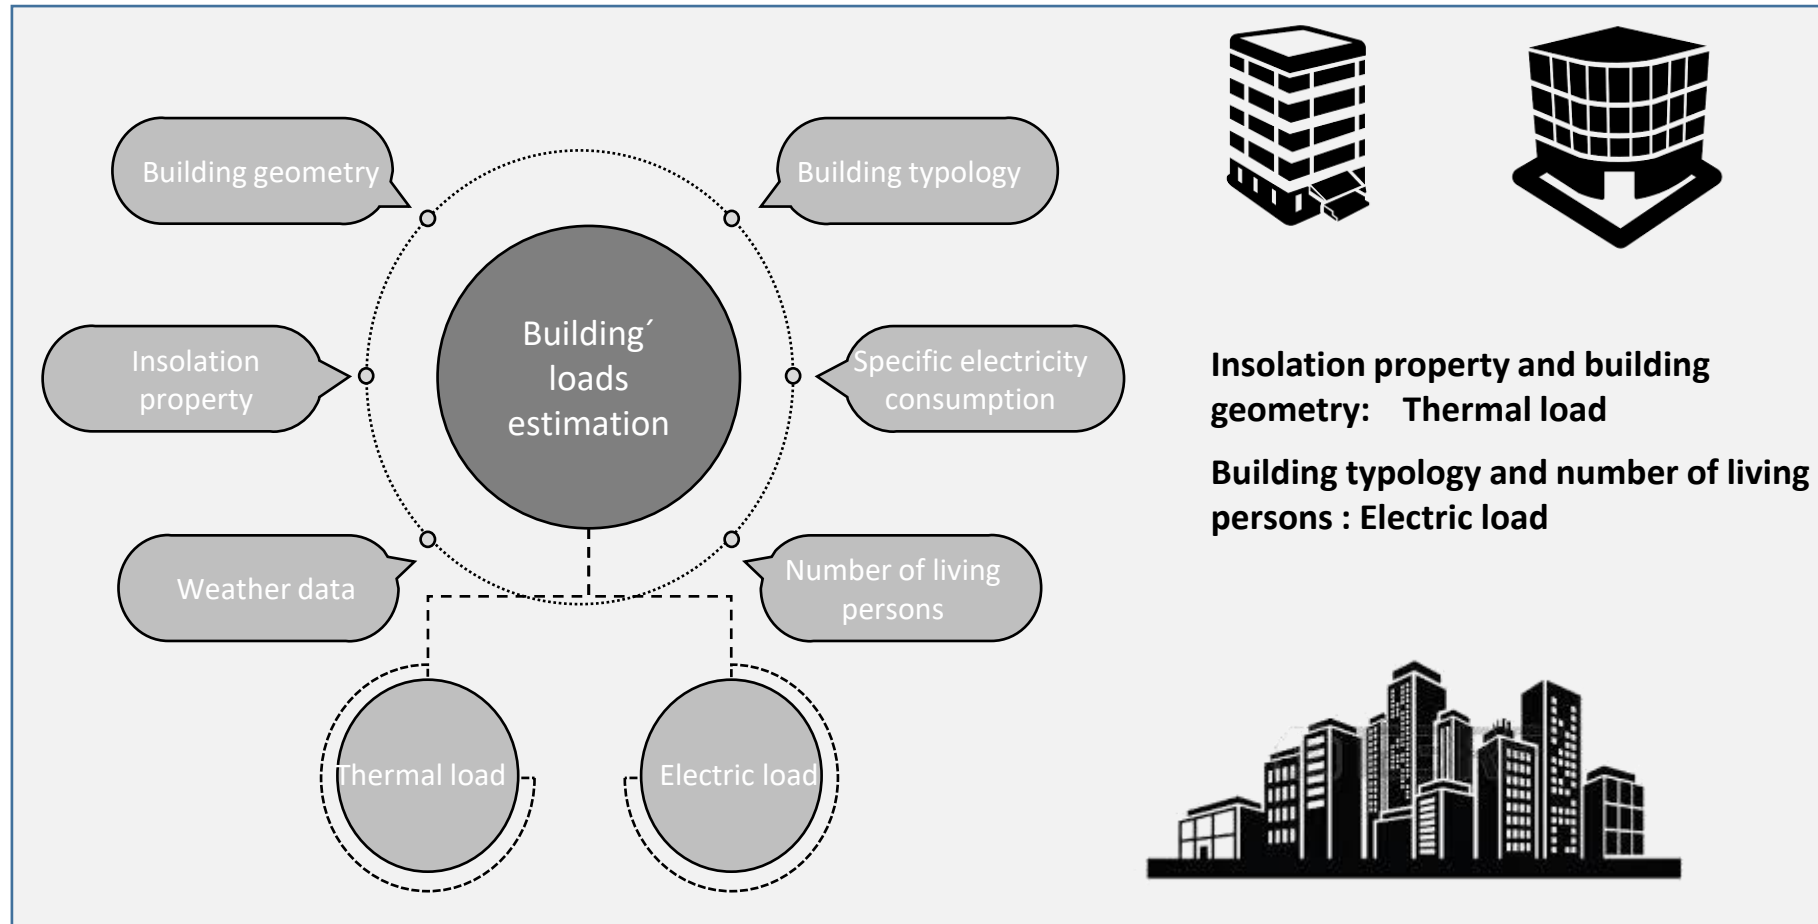 Building geometry
Building typology
Insolation
property
Building´
loads
estimation
Specific electricity
consumption
Weather data
Number of living
persons
Thermal load
Electric load
Insolation property and building
geometry: Thermal load
Building typology and number of living
persons : Electric load